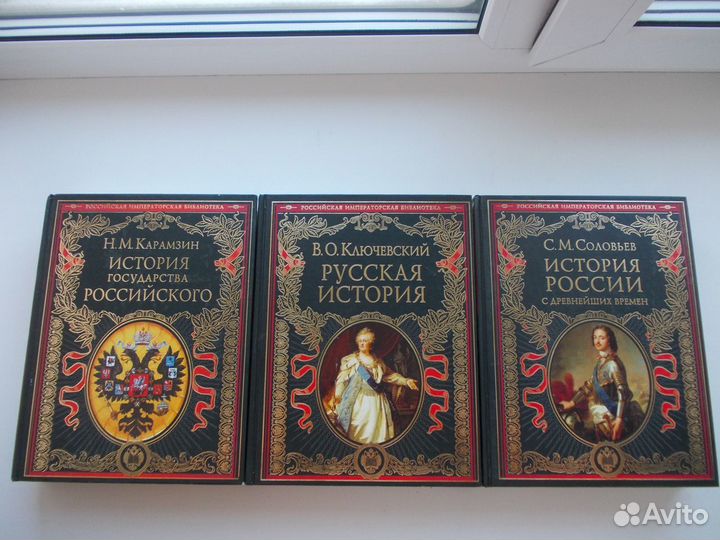 РОССИЙСКАЯ ИМПЕРАТОРСКАЯ БИБЛИОТЕКА
Н.М. КАРАМЗИН
ИСТОРИЯ
ГОСУДАРСТВА
РОССИЙСКОГО
РОССИЙСКАЯ ИМПЕРАТОРСКАЯ БИБЛИОТЕКА
В.О. КЛЮЧЕВСКИЙ
РУССКАЯ
ИСТОРИЯ
РОССИЙСКАЯ ИМПЕРАТОРСКАЯ БИБЛИОТЕКА
С.М. СОЛОВЬЕВ
ИСТОРИЯ
РОССИИ
С ДРЕВНЕЙШИХ ВРЕМЕН
Avito